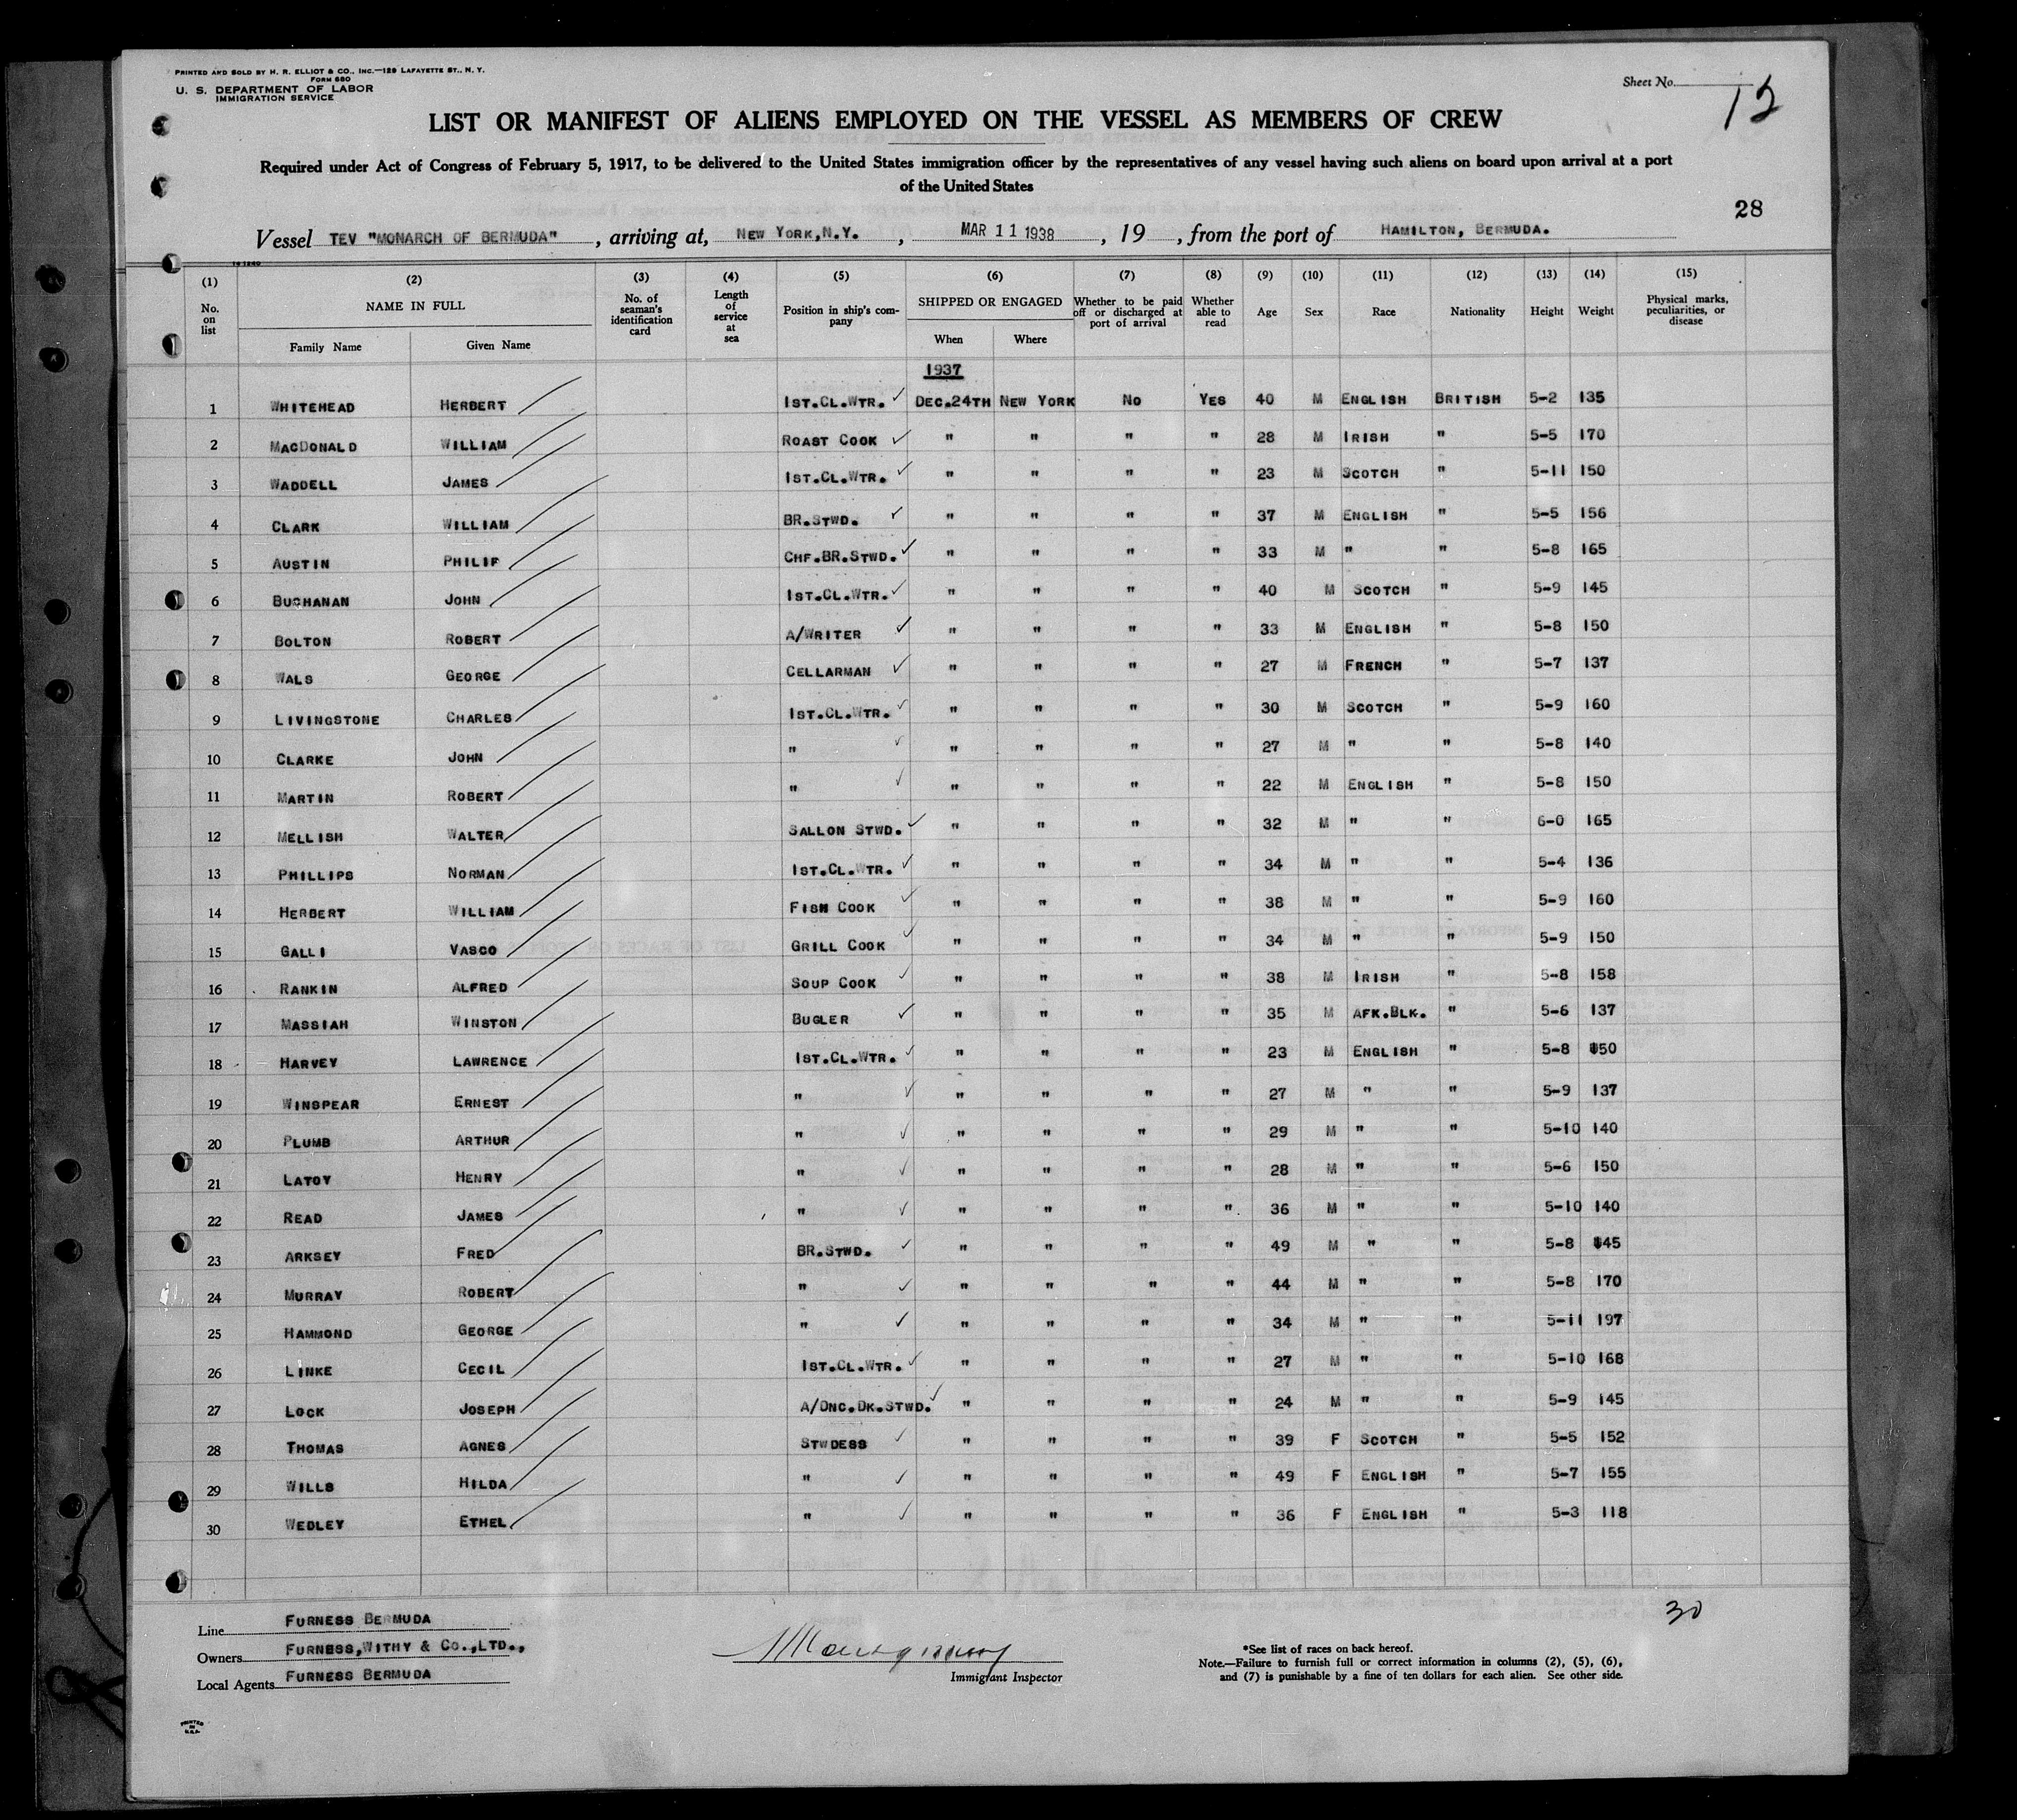 PRINTED AND SOLD BY H. R. ELLIOT & CO., INC.—129 LAFAYETTE ST., N. Y.
FORM 680
U. S. DEPARTMENT OF LABOR
IMMIGRATION SERVICE
Sheet No. 12
LIST OR MANIFEST OF ALIENS EMPLOYED ON THE VESSEL AS MEMBERS OF CREW
Required under Act of Congress of February 5, 1917, to be delivered to the United States immigration officer by the representatives of any vessel having such aliens on board upon arrival at a port
of the United States
28
Vessel TEV "MONARCH OF BERMUDA", arriving at, NEW YORK,N.Y., MAR 11 1938, 19 , from the port of HAMILTON, BERMUDA.
14 1240
(1) (2) (3) (4) (5) (6) (7) (8) (9) (10) (11) (12) (13) (14) (15)
No. on list NAME IN FULL Family Name Given Name No. of seaman's identification card Length of service at sea Position in ship's company SHIPPED OR ENGAGED When Where Whether to be paid off or discharged at port of arrival Whether able to read Age Sex Race Nationality Height Weight Physical marks, peculiarities, or disease
1937
1 WHITEHEAD HERBERT 1ST.CL.WTR. ✓ DEC.24TH NEW YORK NO YES 40 M ENGLISH BRITISH 5-2 135
2 MACDONALD WILLIAM ROAST COOK ✓ " " " " 28 M IRISH " 5-5 170
3 WADDELL JAMES 1ST.CL.WTR. ✓ " " " " 23 M SCOTCH " 5-11 150
4 CLARK WILLIAM BR.STWD. ✓ " " " " 37 M ENGLISH " 5-5 156
5 AUSTIN PHILIP CHF.BR.STWD. ✓ " " " " 33 M " " 5-8 165
6 BUCHANAN JOHN 1ST.CL.WTR. ✓ " " " " 40 M SCOTCH " 5-9 145
7 BOLTON ROBERT A/WRITER ✓ " " " " 33 M ENGLISH " 5-8 150
8 WALS GEORGE CELLARMAN ✓ " " " " 27 M FRENCH " 5-7 137
9 LIVINGSTONE CHARLES 1ST.CL.WTR. ✓ " " " " 30 M SCOTCH " 5-9 160
10 CLARKE JOHN " ✓ " " " " 27 M " " 5-8 140
11 MARTIN ROBERT " ✓ " " " " 22 M ENGLISH " 5-8 150
12 MELLISH WALTER SALLON STWD. ✓ " " " " 32 M " " 6-0 165
13 PHILLIPS NORMAN 1ST.CL.WTR. ✓ " " " " 34 M " " 5-4 136
14 HERBERT WILLIAM FISH COOK ✓ " " " " 38 M " " 5-9 160
15 GALLI VASCO GRILL COOK ✓ " " " " 34 M " " 5-9 150
16 RANKIN ALFRED SOUP COOK ✓ " " " " 38 M IRISH " 5-8 158
17 MASSIAH WINSTON BUGLER ✓ " " " " 35 M AFK.BLK. " 5-6 137
18 HARVEY LAWRENCE 1ST.CL.WTR. ✓ " " " " 23 M ENGLISH " 5-8 150
19 WINSPEAR ERNEST " ✓ " " " " 27 M " " 5-9 137
20 PLUMB ARTHUR " ✓ " " " " 29 M " " 5-10 140
21 LATOY HENRY " ✓ " " " " 28 M " " 5-6 150
22 READ JAMES " ✓ " " " " 36 M " " 5-10 140
23 ARKSEY FRED BR.STWD. ✓ " " " " 49 M " " 5-8 145
24 MURRAY ROBERT " ✓ " " " " 44 M " " 5-8 170
25 HAMMOND GEORGE " ✓ " " " " 34 M " " 5-11 197
26 LINKE CECIL 1ST.CL.WTR. ✓ " " " " 27 M " " 5-10 168
27 LOCK JOSEPH A/DNC.DK.STWD. ✓ " " " " 24 M " " 5-9 145
28 THOMAS AGNES STWDESS ✓ " " " " 39 F SCOTCH " 5-5 152
29 WILLS HILDA " ✓ " " " " 49 F ENGLISH " 5-7 155
30 WEDLEY ETHEL " ✓ " " " " 36 F ENGLISH " 5-3 118
30
Line FURNESS BERMUDA
Owners FURNESS,WITHY & CO.,LTD.,
Local Agents FURNESS BERMUDA
Immigrant Inspector
*See list of races on back hereof.
Note.—Failure to furnish full or correct information in columns (2), (5), (6),
and (7) is punishable by a fine of ten dollars for each alien. See other side.
PRINTED
IN
U.S.A.